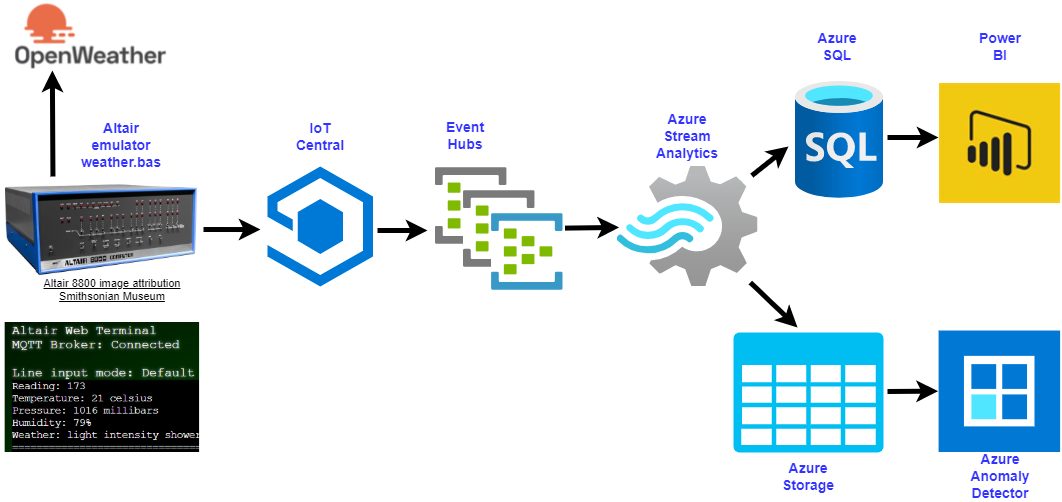 OpenWeather
Altair
emulator
weather.bas
ALTAIR 8800 COMPUTER
Altair 8800 image attribution
Smithsonian Museum
Altair Web Terminal
MQTT Broker: Connected
Line input mode: Default
Reading: 173
Temperature: 21 celsius
Pressure: 1016 millibars
Humidity: 79%
Weather: light intensity shower
IoT
Central
Event
Hubs
Azure
Stream
Analytics
Azure
SQL
SQL
Power
BI
Azure
Storage
Azure
Anomaly
Detector